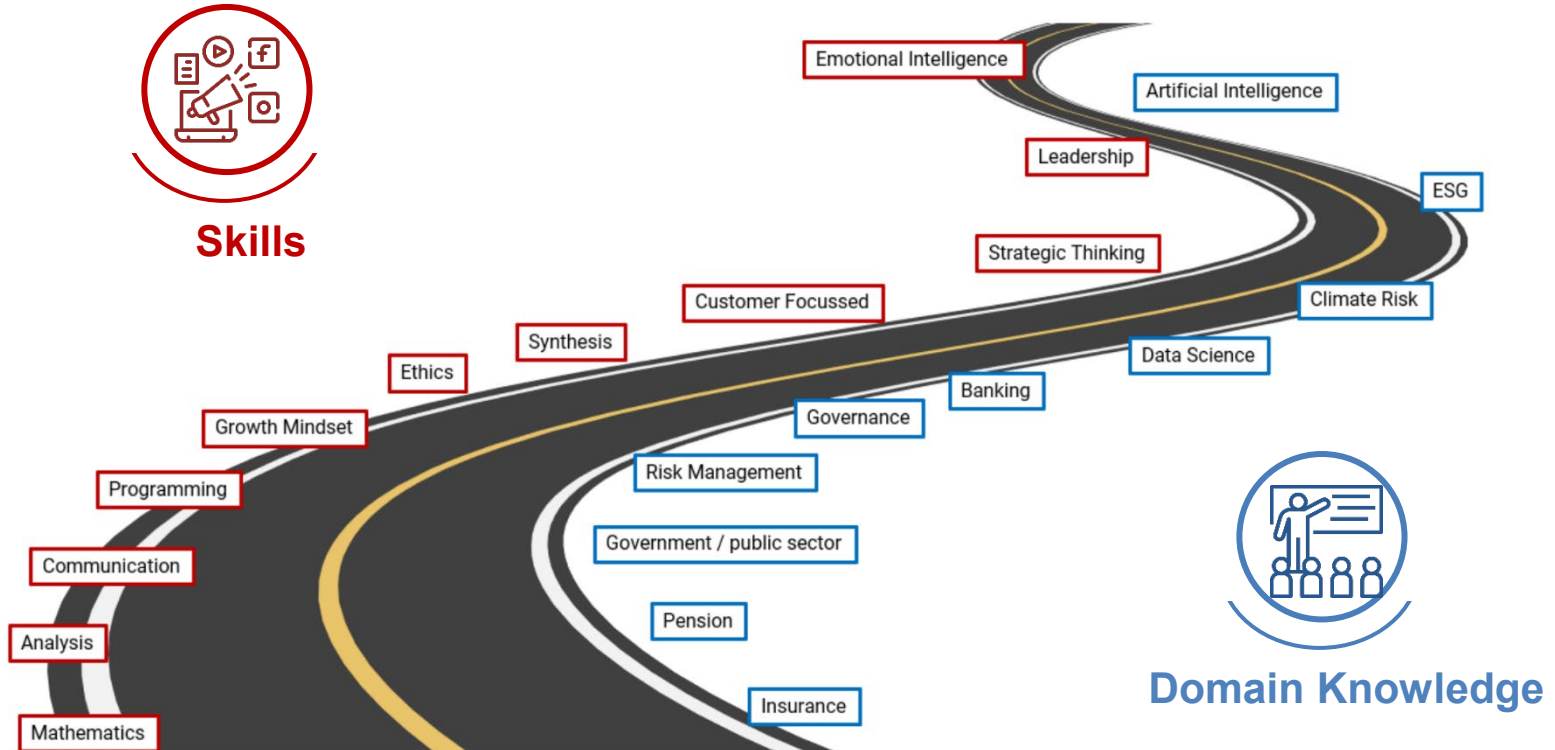 Emotional Intelligence
Artificial Intelligence
Leadership
ESG
Skills
Strategic Thinking
Customer Focussed
Climate Risk
Synthesis
Data Science
Ethics
Banking
Governance
Growth Mindset
Risk Management
Programming
Government / public sector
Communication
Pension
Analysis
Domain Knowledge
Insurance
Mathematics